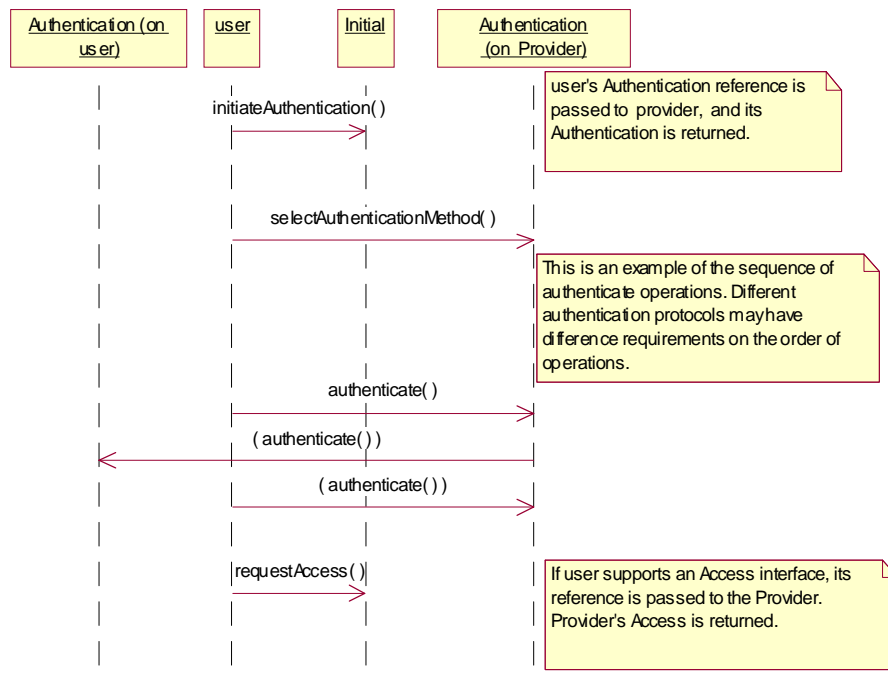 Authentication (on
user)
user
Initial
Authentication
(on Provider)
user's Authentication reference is
passed to provider, and its
Authentication is returned.
initiateAuthentication( )
selectAuthenticationMethod( )
This is an example of the sequence of
authenticate operations. Different
authentication protocols may have
difference requirements on the order of
operations.
authenticate( )
( authenticate( ) )
( authenticate( ) )
requestAccess( )
If user supports an Access interface, its
reference is passed to the Provider.
Provider's Access is returned.